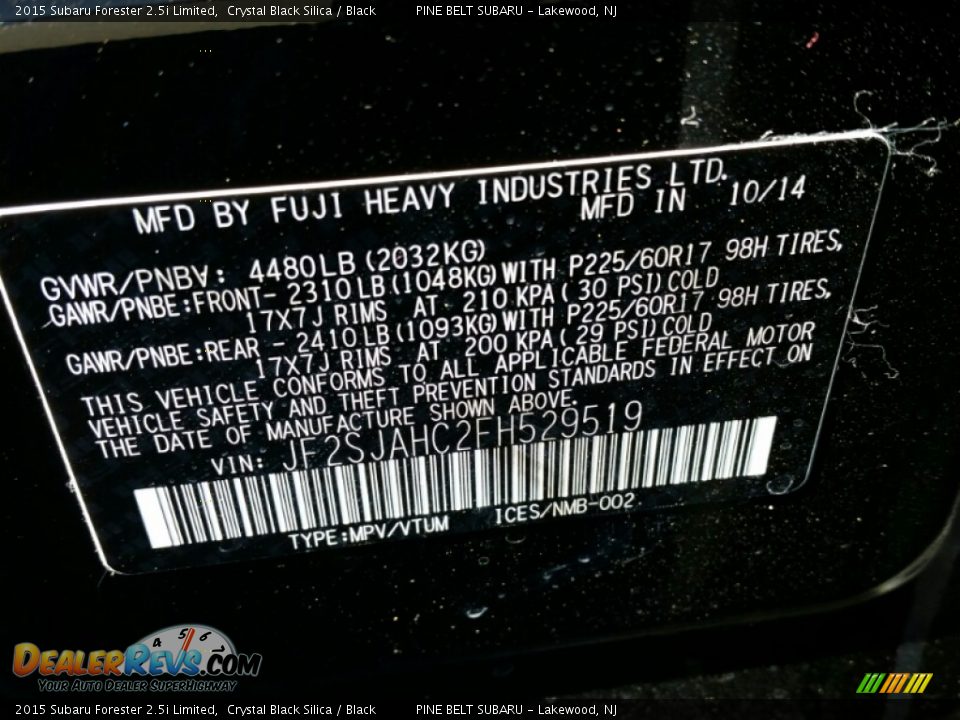 2015 Subaru Forester 2.5i Limited, Crystal Black Silica / Black PINE BELT SUBARU - Lakewood, NJ
MFD BY FUJI HEAVY INDUSTRIES LTD.
MFD IN 10/14
GVWR/PNBV: 4480LB (2032KG)
GAWR/PNBE:FRONT- 2310LB(1048KG)WITH P225/60R17 98H TIRES,
17X7J RIMS AT 210 KPA(30 PSI)COLD
GAWR/PNBE:REAR - 2410LB(1093KG)WITH P225/60R17 98H TIRES,
17X7J RIMS AT 200 KPA(29 PSI)COLD
THIS VEHICLE CONFORMS TO ALL APPLICABLE FEDERAL MOTOR
VEHICLE SAFETY AND THEFT PREVENTION STANDARDS IN EFFECT ON
THE DATE OF MANUFACTURE SHOWN ABOVE.
VIN: JF2SJAHC2FH529519
TYPE:MPV/VTUM ICES/NMB-002
4 5 6
DEALERREVS.COM
Your Auto Dealer SuperHighway
2015 Subaru Forester 2.5i Limited, Crystal Black Silica / Black PINE BELT SUBARU - Lakewood, NJ